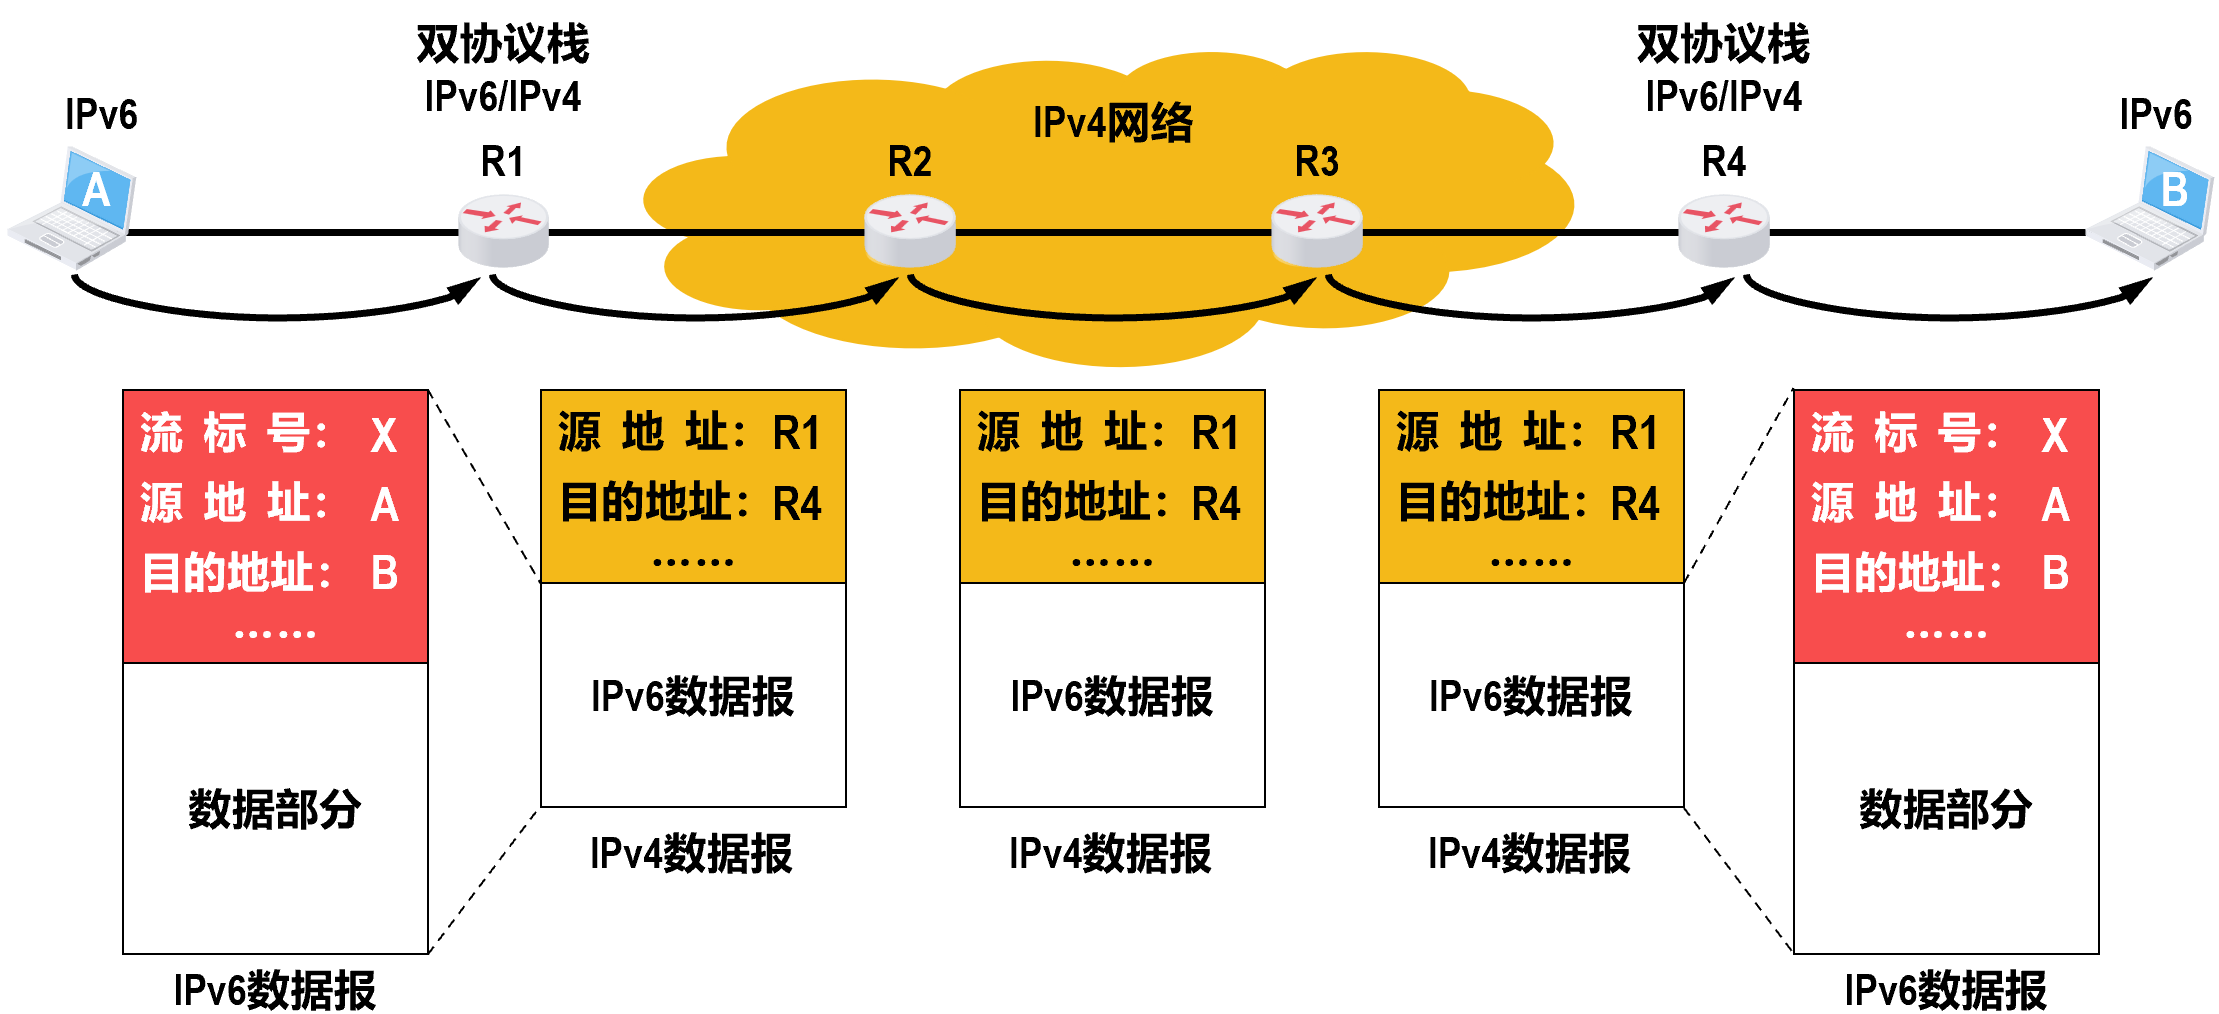 双协议栈
IPv6/IPv4
双协议栈
IPv6/IPv4
IPv6
IPv4网络
IPv6
R1
R2
R3
R4
A
B
流标号： X
源地址： A
目的地址： B
……
数据部分
IPv6数据报
源地址： R1
目的地址： R4
……
IPv6数据报
IPv4数据报
源地址： R1
目的地址： R4
……
IPv6数据报
IPv4数据报
源地址： R1
目的地址： R4
……
IPv6数据报
IPv4数据报
流标号： X
源地址： A
目的地址： B
……
数据部分
IPv6数据报